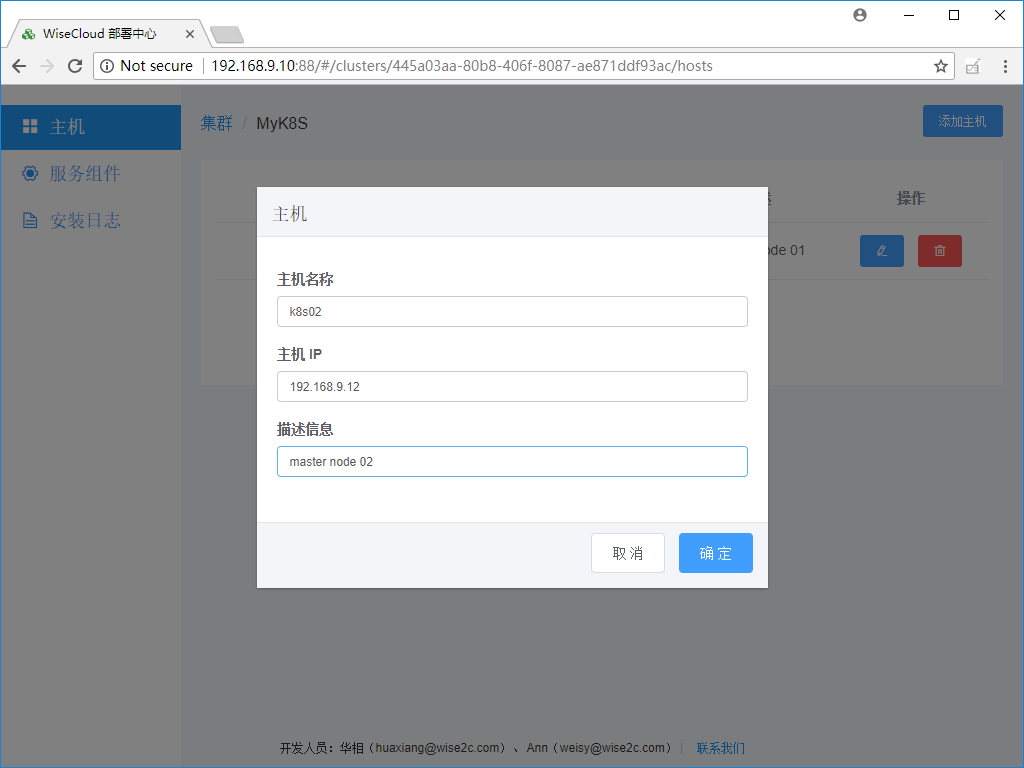 WiseCloud 部署中心
Not secure 192.168.9.10:88/#/clusters/445a03aa-80b8-406f-8087-ae871ddf93ac/hosts
主机
集群 / MyK8S
添加主机
服务组件
安装日志
操作
ode 01
主机
主机名称
k8s02
主机 IP
192.168.9.12
描述信息
master node 02
取消 确定
开发人员：华相（huaxiang@wise2c.com）、Ann（weisy@wise2c.com） 联系我们